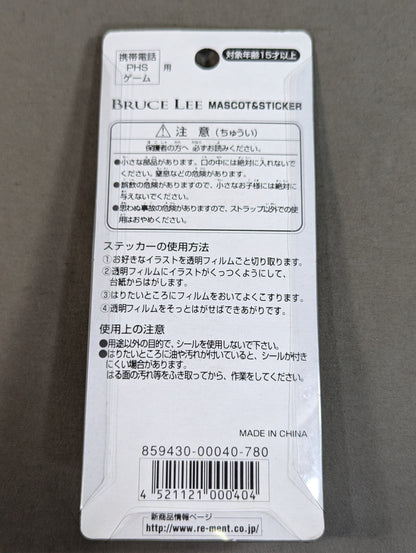 携帯電話
PHS 用
ゲーム
対象年齢15才以上
BRUCE LEE MASCOT&STICKER
⚠ 注 意 (ちゅうい)
保護者の方へ 必ずお読みください。
●小さな部品があります。口の中には絶対に入れないで
ください。窒息などの危険があります。
●誤飲の危険がありますので、小さなお子様には絶対に
与えないでください。
●思わぬ事故の危険がありますので、ストラップ以外での使
用はおやめください。
ステッカーの使用方法
①お好きなイラストを透明フィルムごと切り取ります。
②透明フィルムにイラストがくっつくようにして、
台紙からはがします。
③はりたいところにフィルムをおいてよくこすります。
④透明フィルムをそっとはがせばできあがりです。
使用上の注意
●用途以外の目的で、シールを使用しないで下さい。
●はりたいところに油や汚れが付いていると、シールが付き
にくい場合があります。
はる面の汚れ等をふき取ってから、作業をしてください。
MADE IN CHINA
859430-00040-780
4 521121 000404
新商品情報ページ
http://www.re-ment.co.jp/